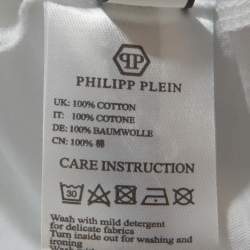 PHILIPP PLEIN
UK: 100% COTTON
IT: 100% COTONE
DE: 100% BAUMWOLLE
CN: 100% 棉
CARE INSTRUCTION
30
Wash with mild detergent
for delicate fabrics
Turn inside out for washing and
ironing